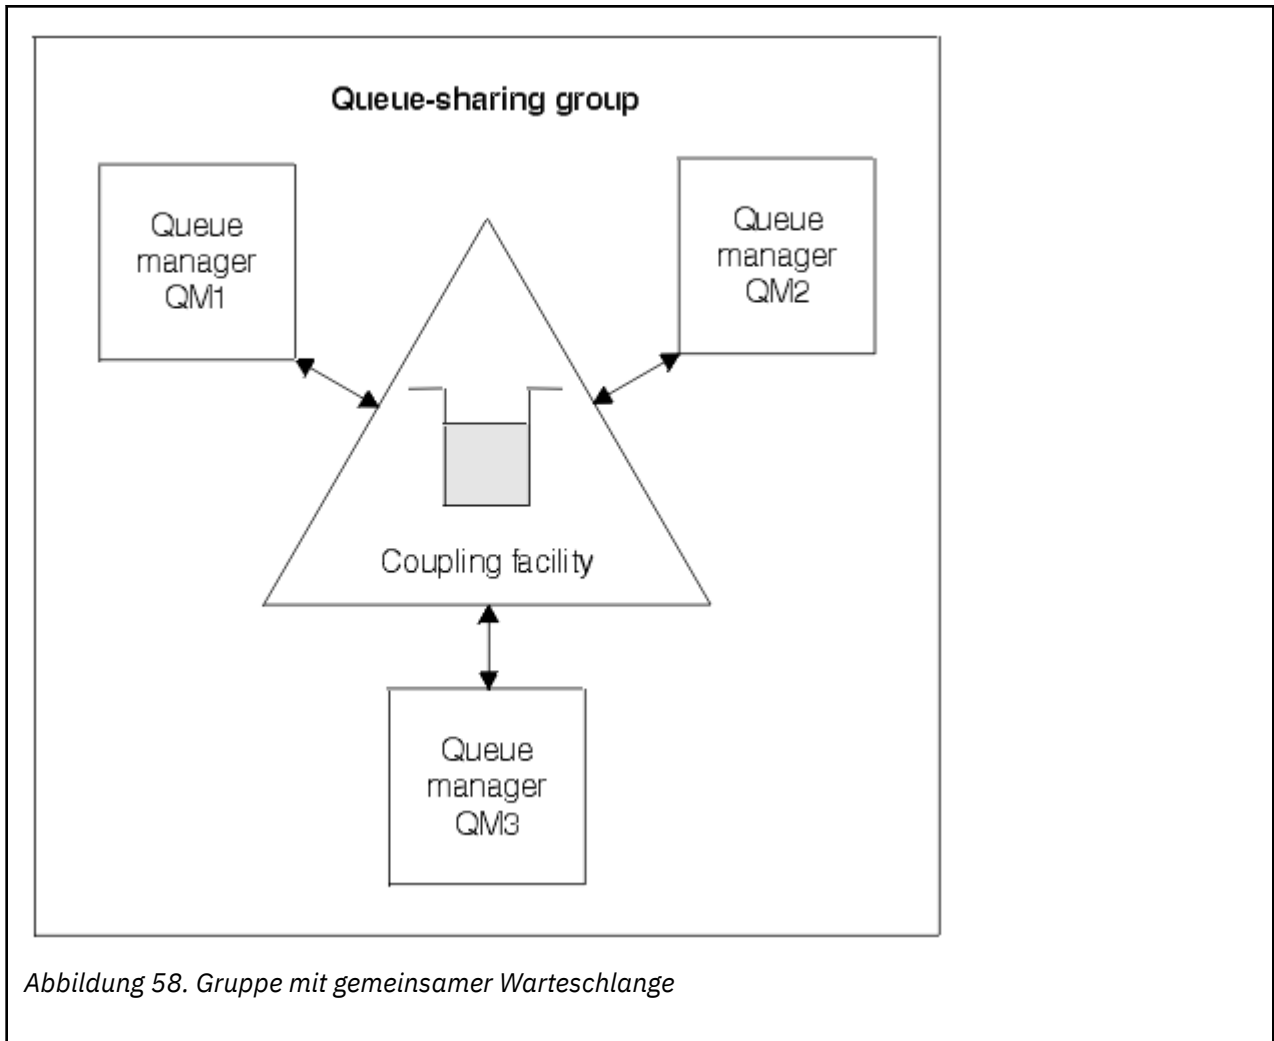 Queue-sharing group
Queue
manager
QM1
Queue
manager
QM2
Coupling facility
Queue
manager
QM3
Abbildung 58. Gruppe mit gemeinsamer Warteschlange